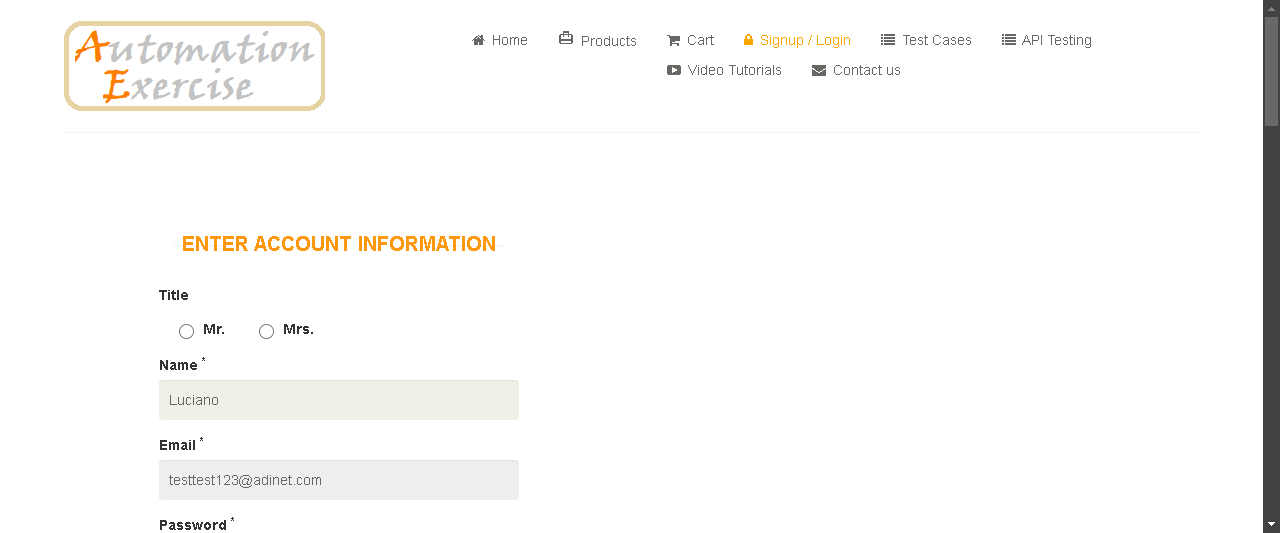 Automation
Exercise
Home Products Cart Signup / Login Test Cases API Testing
Video Tutorials Contact us
ENTER ACCOUNT INFORMATION
Title
Mr. Mrs.
Name *
Luciano
Email *
testtest123@adinet.com
Password *